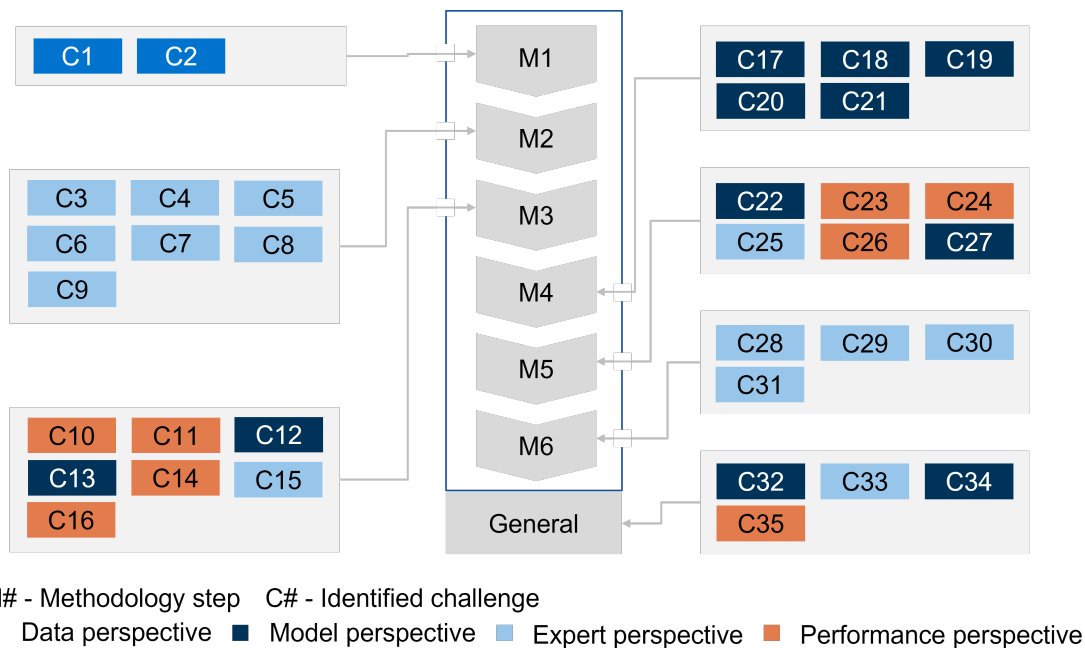 C1 C2
C3 C4 C5
C6 C7 C8
C9
C10 C11 C12
C13 C14 C15
C16
M1
M2
M3
M4
M5
M6
General
C17 C18 C19
C20 C21
C22 C23 C24
C25 C26 C27
C28 C29 C30
C31
C32 C33 C34
C35
# - Methodology step C# - Identified challenge
Data perspective Model perspective Expert perspective Performance perspective